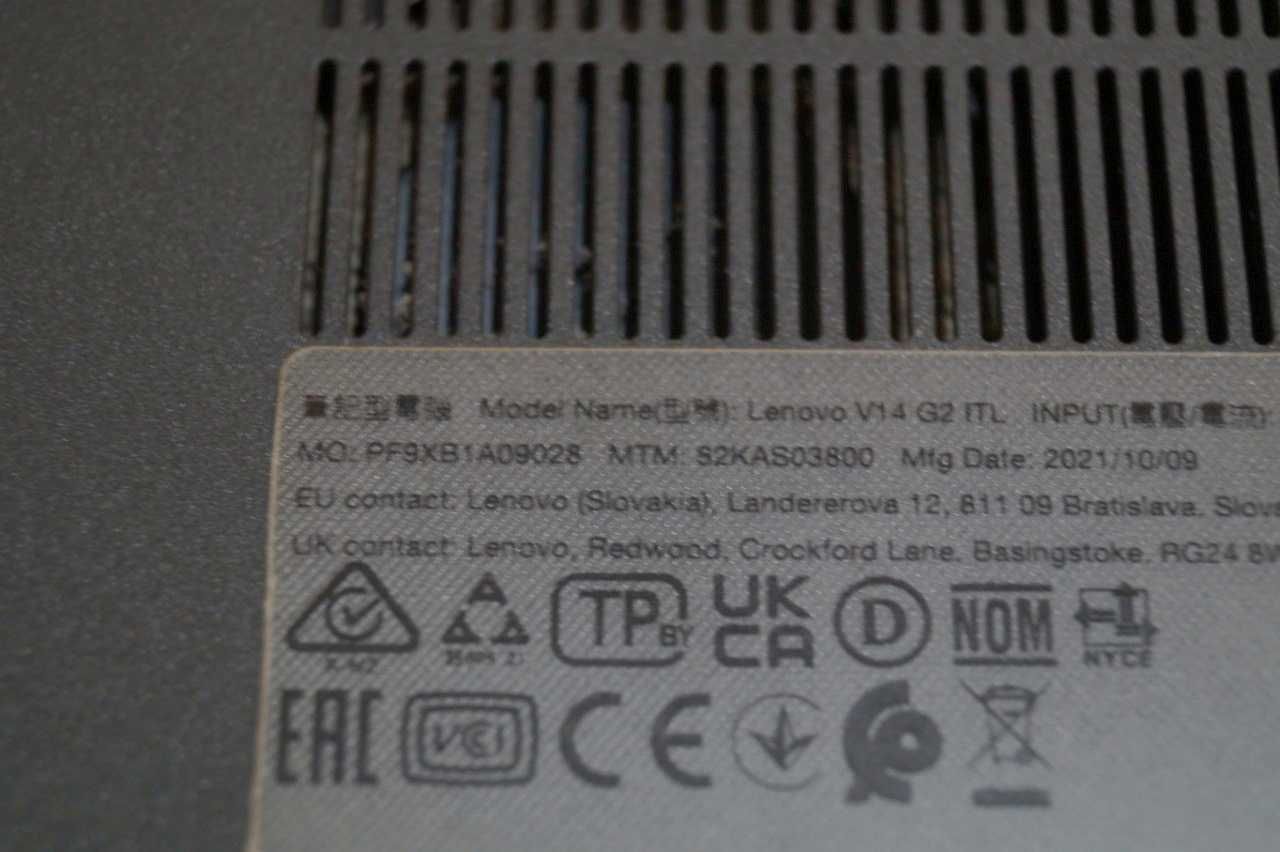 筆記型電腦 Model Name(型號): Lenovo V14 G2 ITL INPUT(電壓/電流):
MO: PF9XB1A09028 MTM: 82KAS03800 Mfg Date: 2021/10/09
EU contact: Lenovo (Slovakia), Landererova 12, 811 09 Bratislava, Slova
UK contact: Lenovo, Redwood, Crockford Lane, Basingstoke, RG24 8W
TP BY UK CA D NOM NYCE
EAC VCCI CE